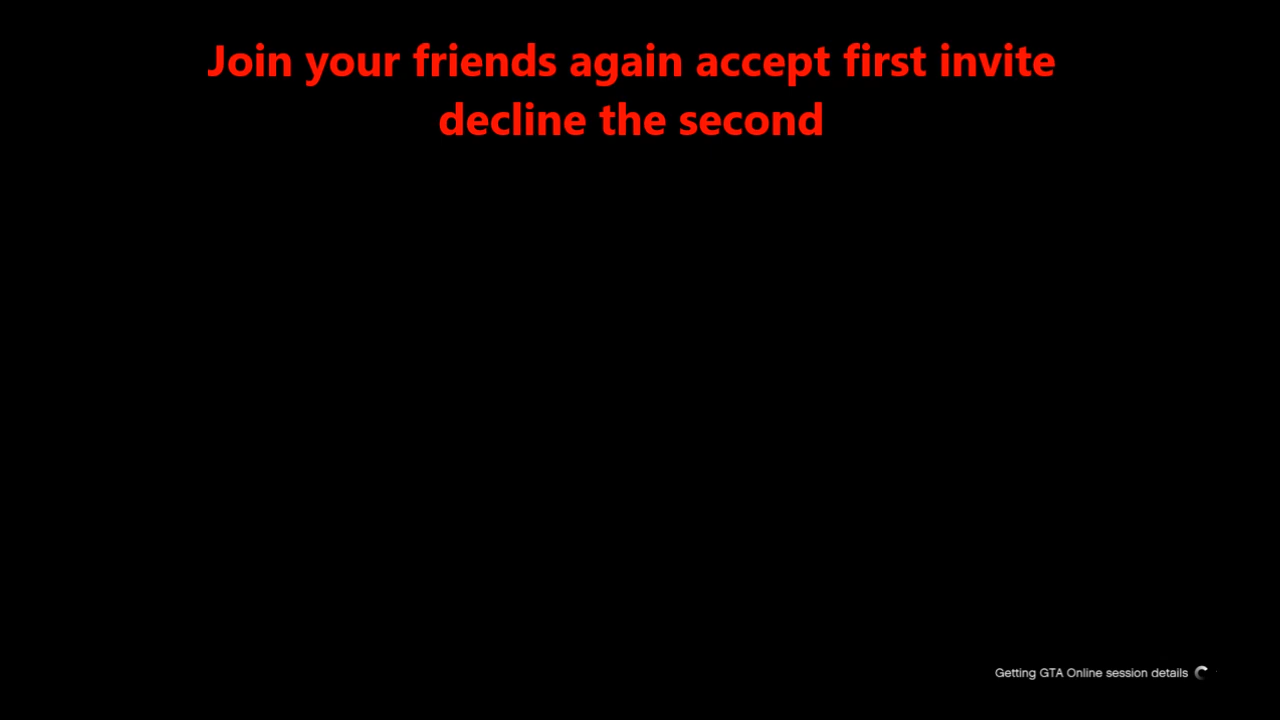 Join your friends again accept first invite
decline the second
Getting GTA Online session details